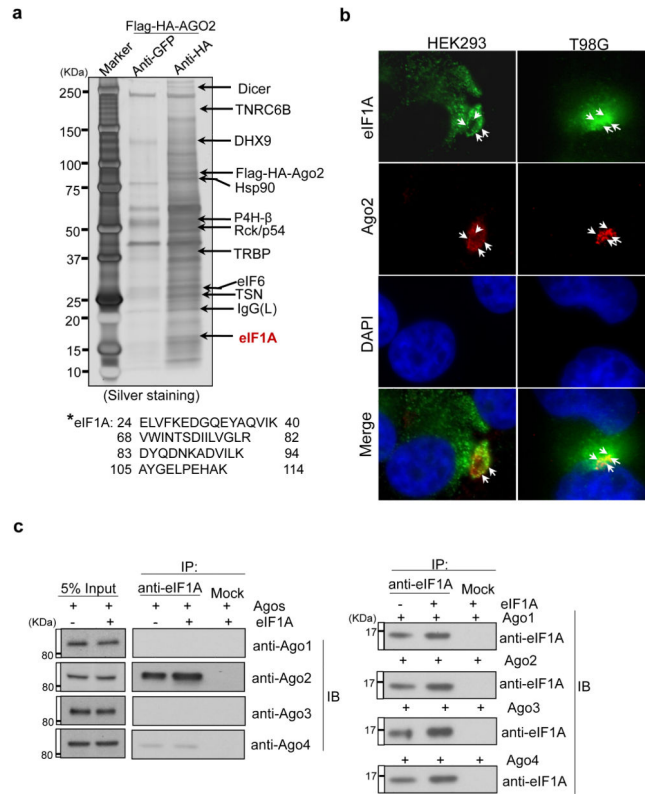 a
Flag-HA-AGO2
Marker
Anti-GFP
Anti-HA
(KDa)
250
150
100
75
50
37
25
20
15
10
Dicer
TNRC6B
DHX9
Flag-HA-Ago2
Hsp90
P4H-β
Rck/p54
TRBP
eIF6
TSN
IgG(L)
eIF1A
(Silver staining)
*eIF1A: 24 ELVFKEDGQEYAQVIK 40
68 VWINTSDIILVGLR 82
83 DYQDNKADVILK 94
105 AYGELPEHAK 114
b
HEK293 T98G
eIF1A
Ago2
DAPI
Merge
c
IP:
5% Input anti-eIF1A Mock
+ + + + + Agos
(KDa) - + - + + eIF1A
80 anti-Ago1
80 anti-Ago2
80 anti-Ago3
80 anti-Ago4
IB
IP:
anti-eIF1A Mock
- + + eIF1A
(KDa) + + + Ago1
17 anti-eIF1A
+ + + Ago2
17 anti-eIF1A
+ + + Ago3
17 anti-eIF1A
+ + + Ago4
17 anti-eIF1A
IB